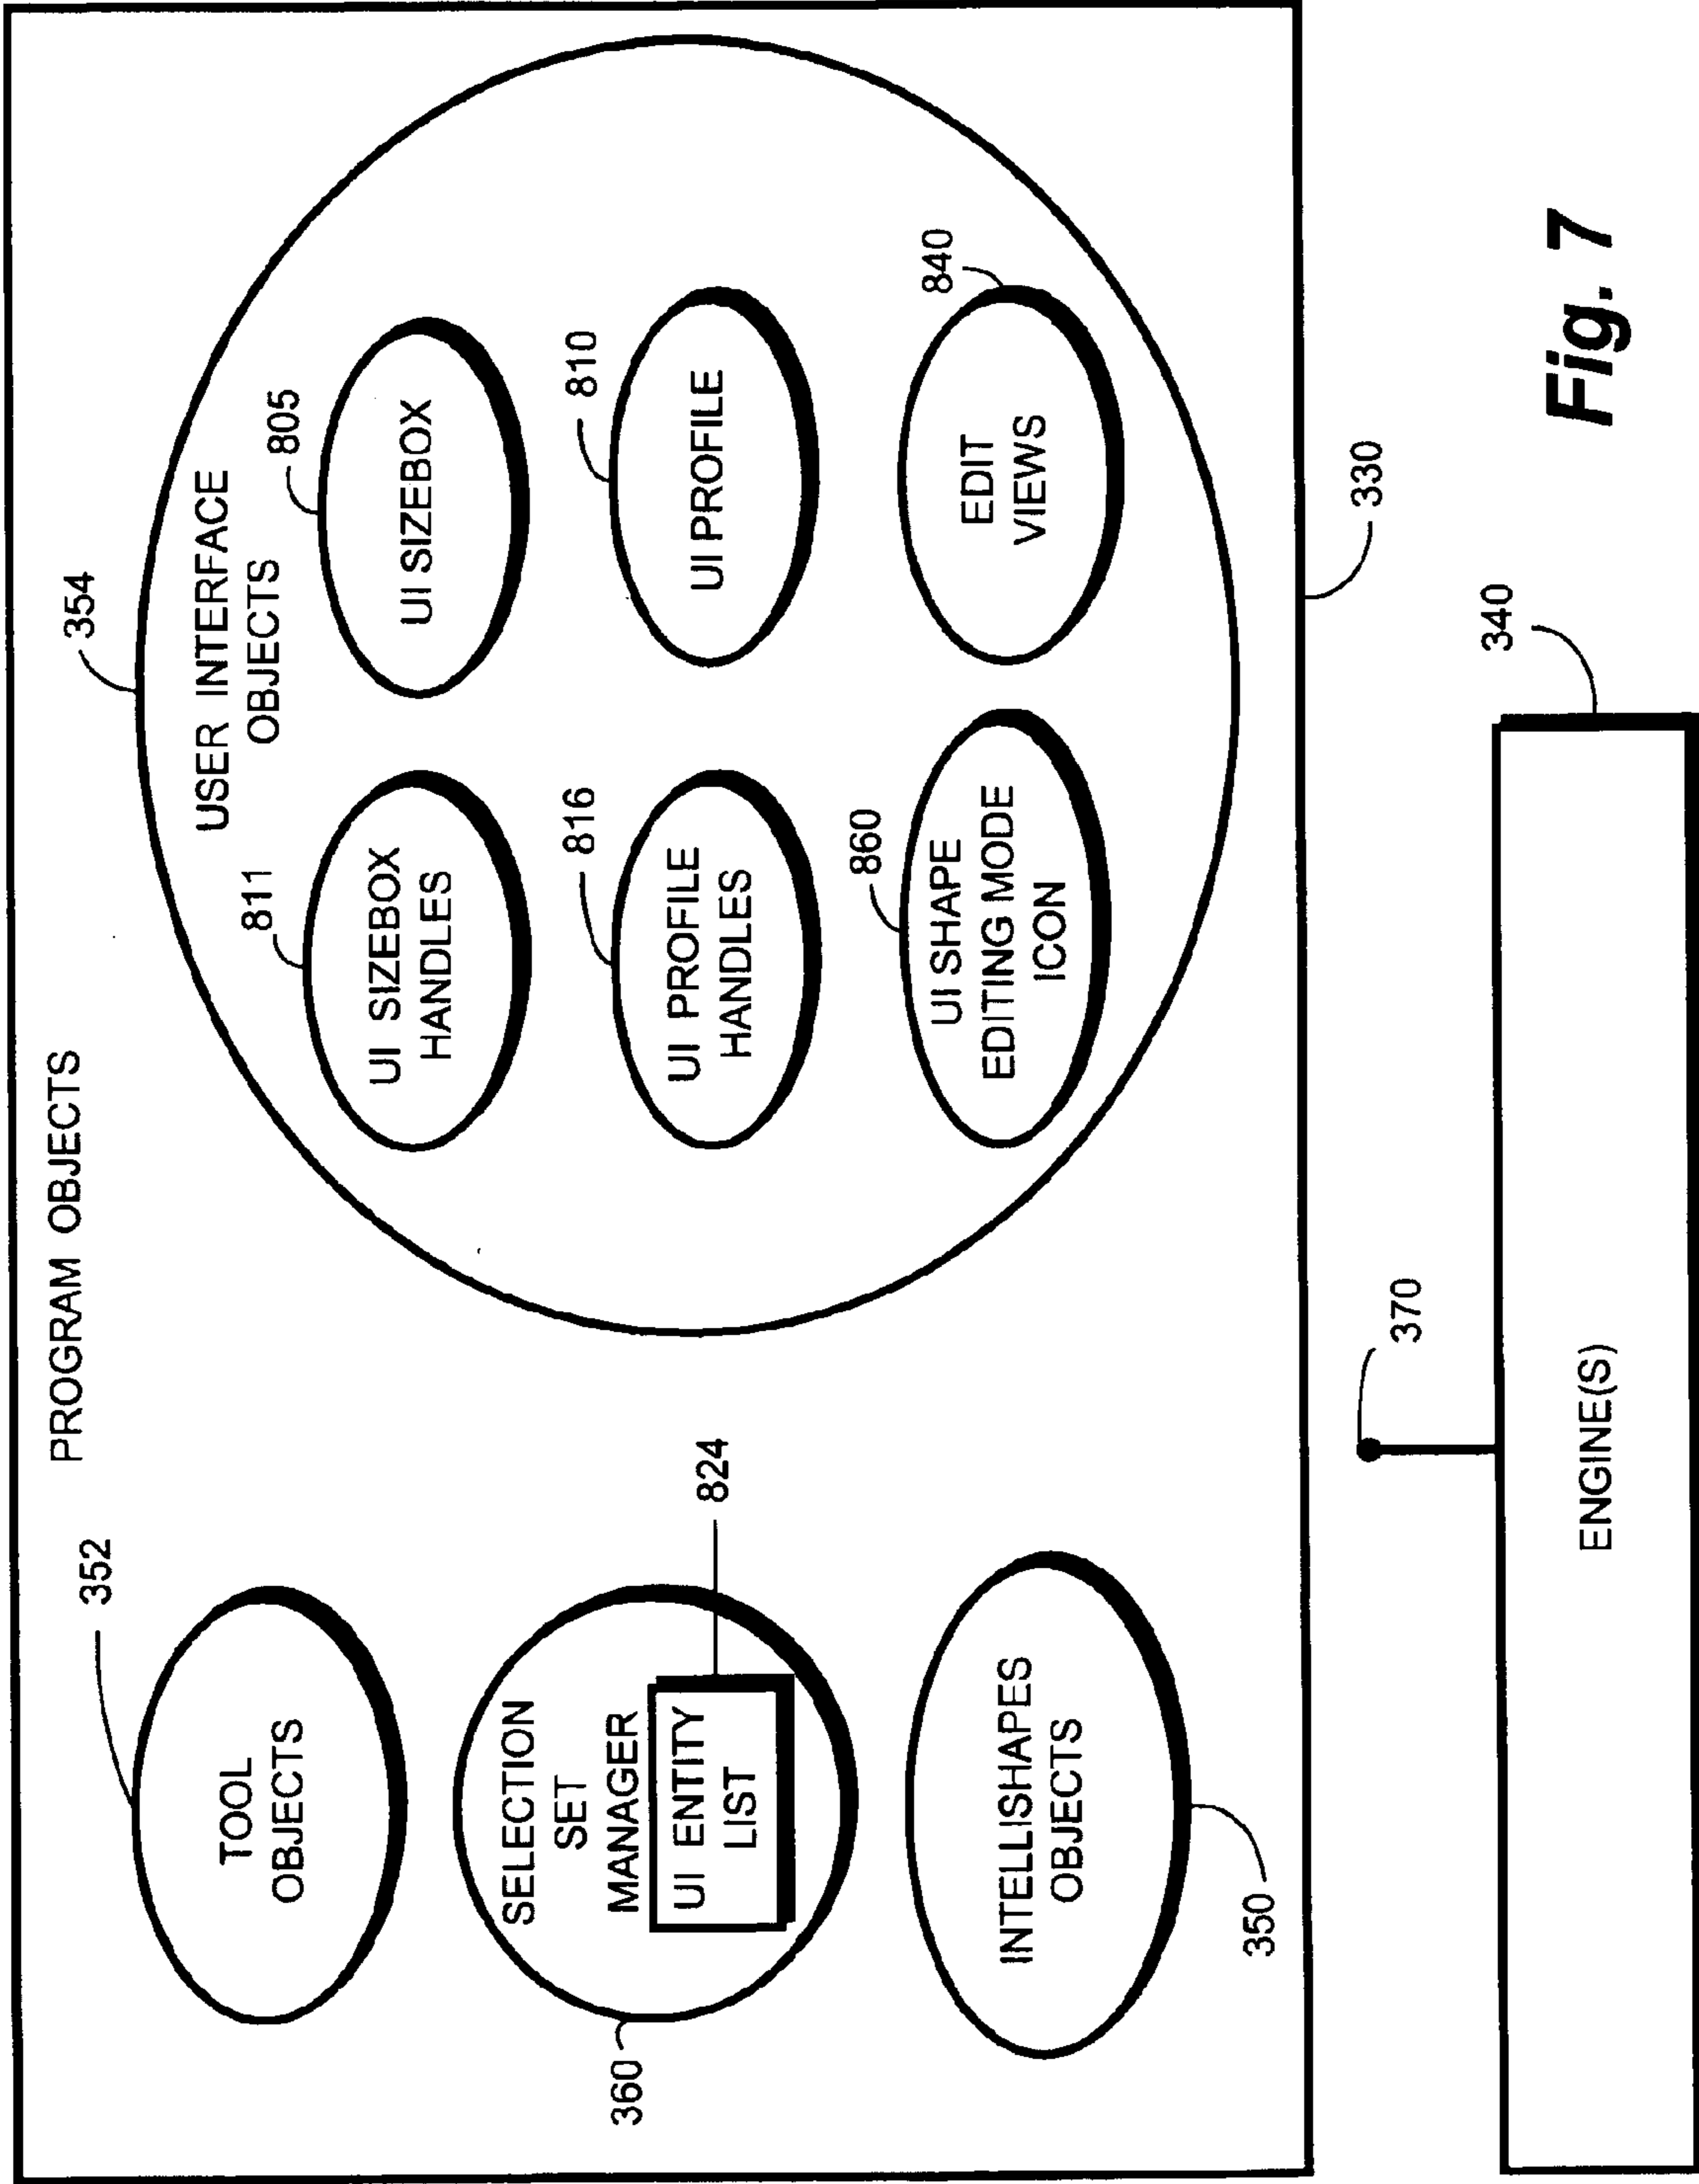 PROGRAM OBJECTS
352
TOOL
OBJECTS
360
SELECTION
SET
MANAGER
UI ENTITY
LIST
824
INTELLISHAPES
OBJECTS
350
354
USER INTERFACE
OBJECTS
811
UI SIZEBOX
HANDLES
805
UI SIZEBOX
816
UI PROFILE
HANDLES
810
UI PROFILE
860
UI SHAPE
EDITING MODE
ICON
840
EDIT
VIEWS
330
370
340
ENGINE(S)
Fig. 7